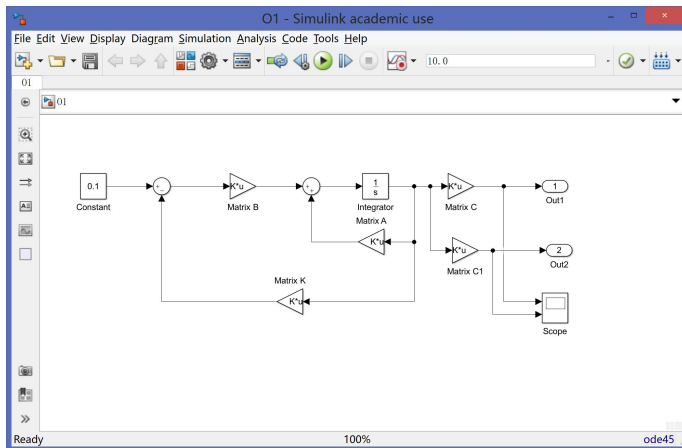 O1 - Simulink academic use
File Edit View Display Diagram Simulation Analysis Code Tools Help
10.0
O1
O1
0.1
Constant
+
−
K*u
Matrix B
+
+
1
s
Integrator
K*u
Matrix C
1
Out1
Matrix A
K*u
K*u
Matrix C1
2
Out2
Matrix K
K*u
Scope
Ready
100%
ode45